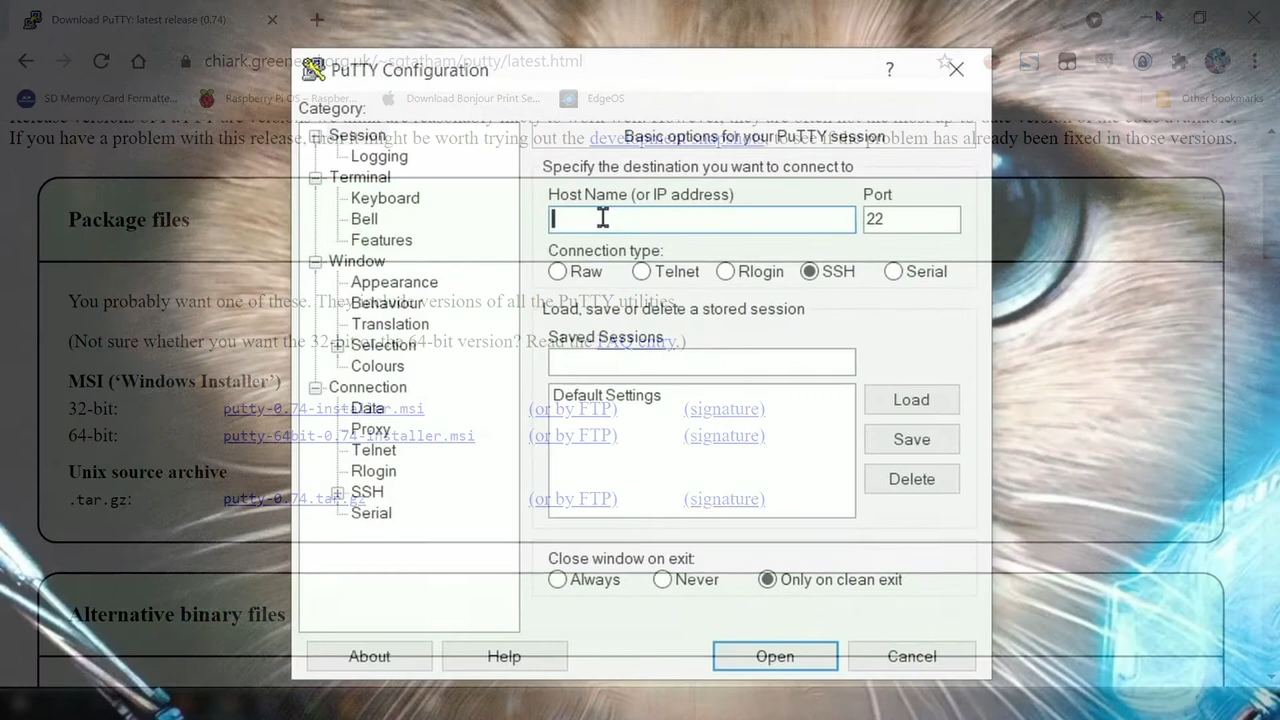 Download PuTTY: latest release (0.74)
chiark.greenend.org.uk/~sgtatham/putty/latest.html
SD Memory Card Formatte...
Raspberry Pi OS – Raspber...
Download Bonjour Print Se...
EdgeOS
Other bookmarks
If you have a problem with this release, then it might be worth trying out the development snapshots, to see if the problem has already been fixed in those versions.
Package files
You probably want one of these. They include versions of all the PuTTY utilities.
(Not sure whether you want the 32-bit or the 64-bit version? Read the FAQ entry.)
MSI (‘Windows Installer’)
32-bit: putty-0.74-installer.msi (or by FTP) (signature)
64-bit: putty-64bit-0.74-installer.msi (or by FTP) (signature)
Unix source archive
.tar.gz: putty-0.74.tar.gz (or by FTP) (signature)
Alternative binary files
PuTTY Configuration
?
Category:
Session
Logging
Terminal
Keyboard
Bell
Features
Window
Appearance
Behaviour
Translation
Selection
Colours
Connection
Data
Proxy
Telnet
Rlogin
SSH
Serial
Basic options for your PuTTY session
Specify the destination you want to connect to
Host Name (or IP address) Port
22
Connection type:
Raw Telnet Rlogin SSH Serial
Load, save or delete a stored session
Saved Sessions
Default Settings
Load
Save
Delete
Close window on exit:
Always Never Only on clean exit
About Help Open Cancel